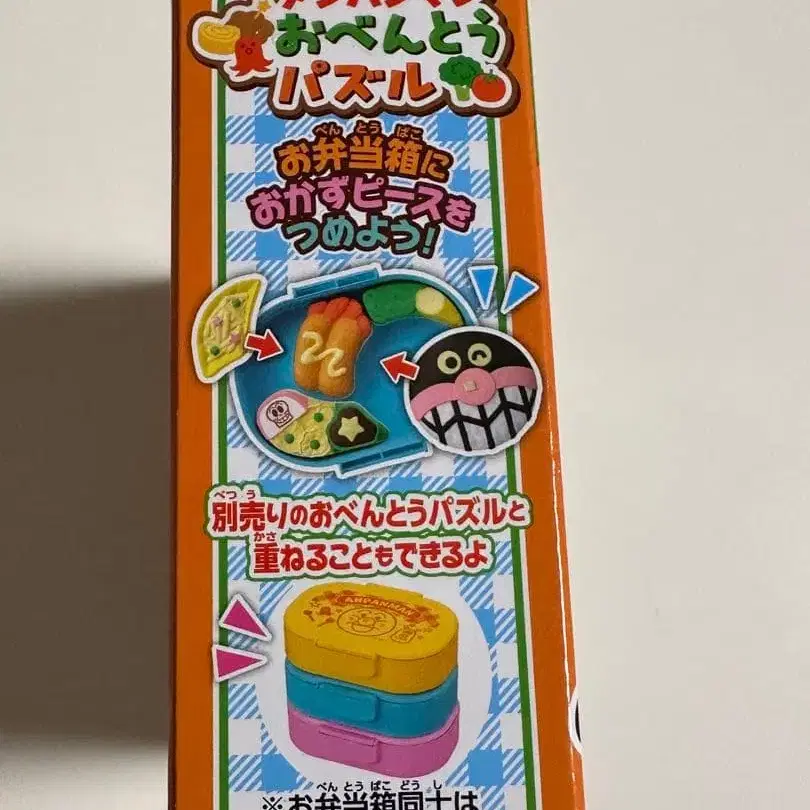 おべんとう
パズル
お弁当箱に
おかずピースを
つめよう!
別売りのおべんとうパズルと
重ねることもできるよ
ANPANMAN
※お弁当箱同士は